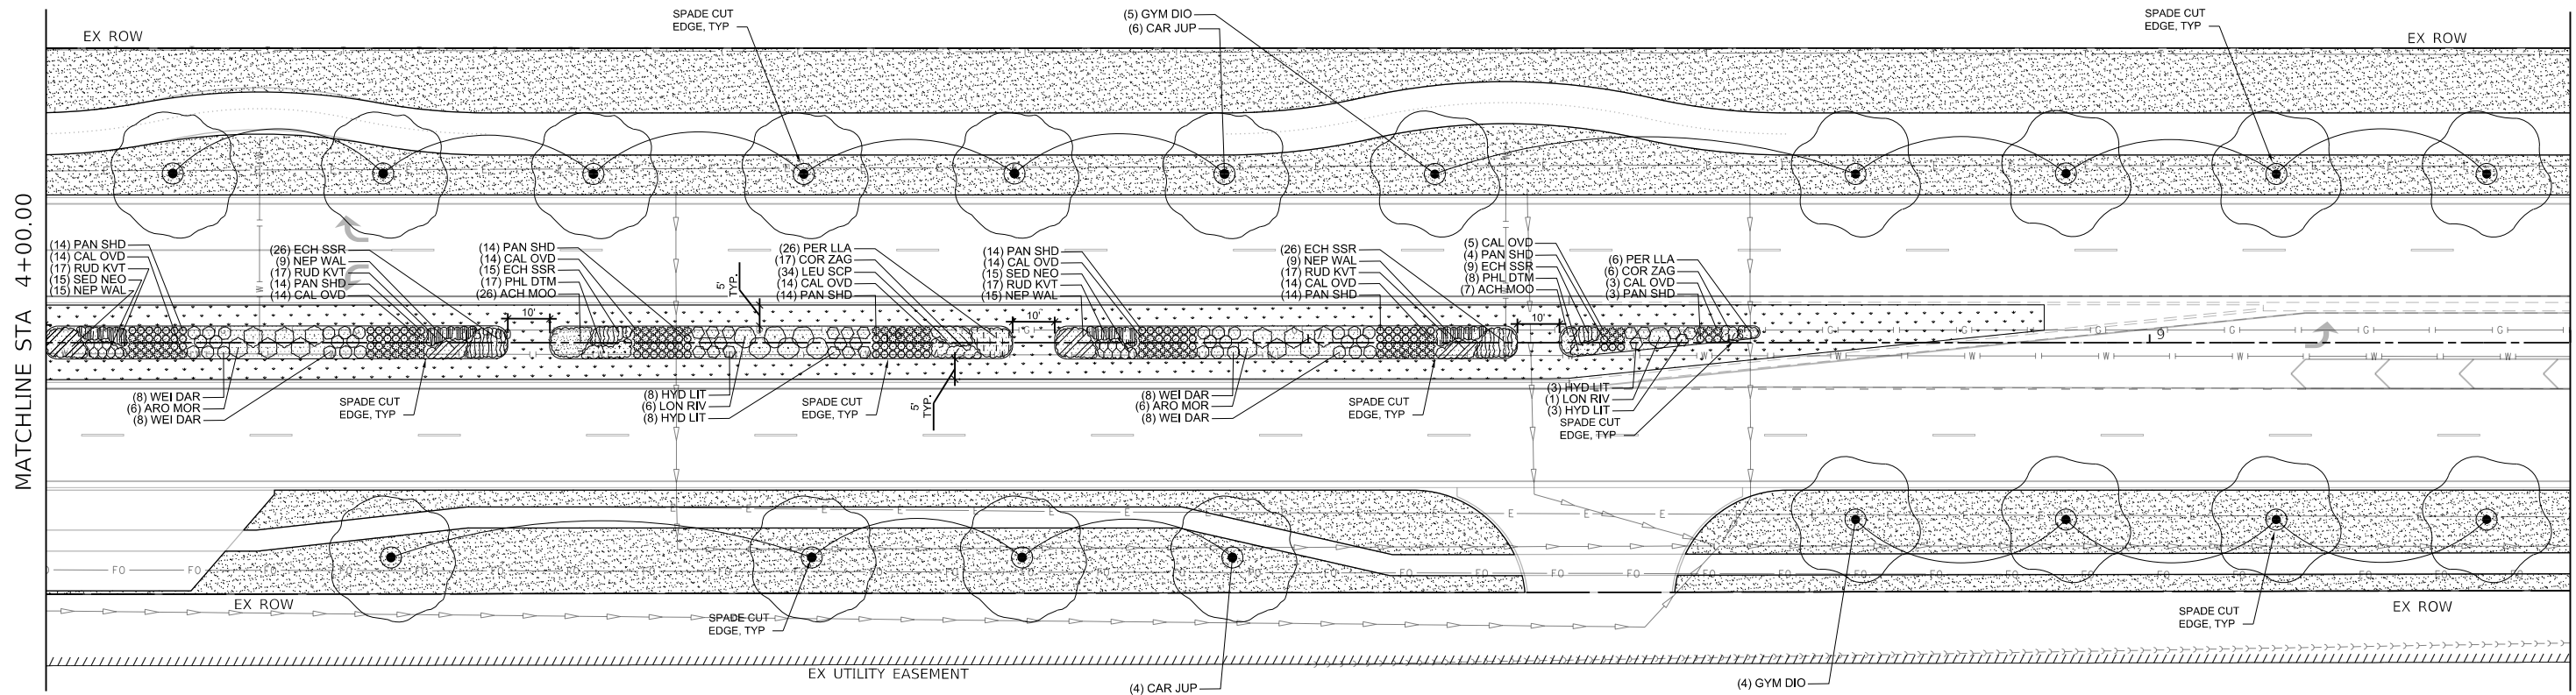 SPADE CUT
EDGE, TYP
(5) GYM DIO
(6) CAR JUP
SPADE CUT
EDGE, TYP
EX ROW
EX ROW
MATCHLINE STA 4+00.00
(14) PAN SHD
(14) CAL OVD
(17) RUD KVT
(15) SED NEO
(15) NEP WAL
(26) ECH SSR
(9) NEP WAL
(17) RUD KVT
(14) PAN SHD
(14) CAL OVD
(14) PAN SHD
(14) CAL OVD
(15) ECH SSR
(17) PHL DTM
(26) ACH MOO
5'
TYP.
(26) PER LLA
(17) COR ZAG
(34) LEU SCP
(14) CAL OVD
(14) PAN SHD
(14) PAN SHD
(14) CAL OVD
(15) SED NEO
(17) RUD KVT
(15) NEP WAL
(26) ECH SSR
(9) NEP WAL
(17) RUD KVT
(14) CAL OVD
(14) PAN SHD
(5) CAL OVD
(4) PAN SHD
(9) ECH SSR
(8) PHL DTM
(7) ACH MOO
(6) PER LLA
(6) COR ZAG
(3) CAL OVD
(3) PAN SHD
10'
10'
10'
9
(8) WEI DAR
(6) ARO MOR
(8) WEI DAR
SPADE CUT
EDGE, TYP
(8) HYD LIT
(6) LON RIV
(8) HYD LIT
SPADE CUT
EDGE, TYP
5'
TYP.
(8) WEI DAR
(6) ARO MOR
(8) WEI DAR
SPADE CUT
EDGE, TYP
(3) HYD LIT
(1) LON RIV
(3) HYD LIT
SPADE CUT
EDGE, TYP
EX ROW
SPADE CUT
EDGE, TYP
SPADE CUT
EDGE, TYP
EX ROW
EX UTILITY EASEMENT
(4) CAR JUP
(4) GYM DIO